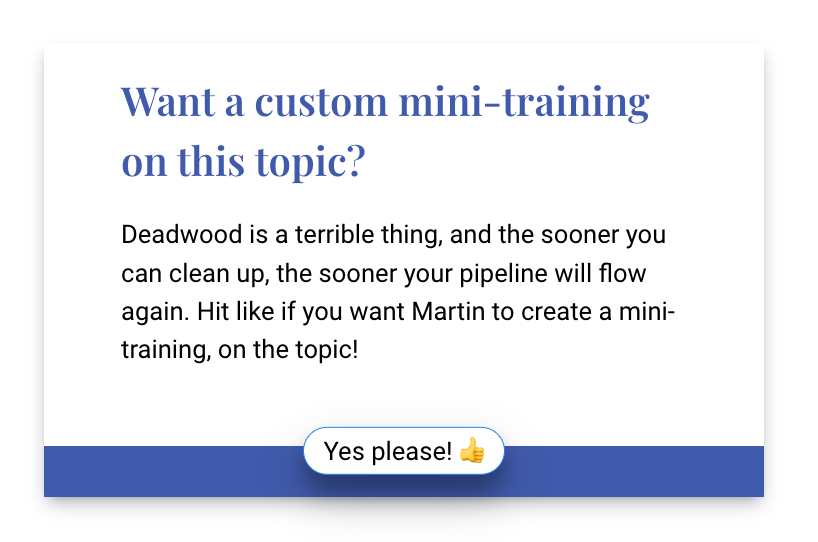 Want a custom mini-training
on this topic?
Deadwood is a terrible thing, and the sooner you
can clean up, the sooner your pipeline will flow
again. Hit like if you want Martin to create a mini-
training, on the topic!
Yes please! 👍